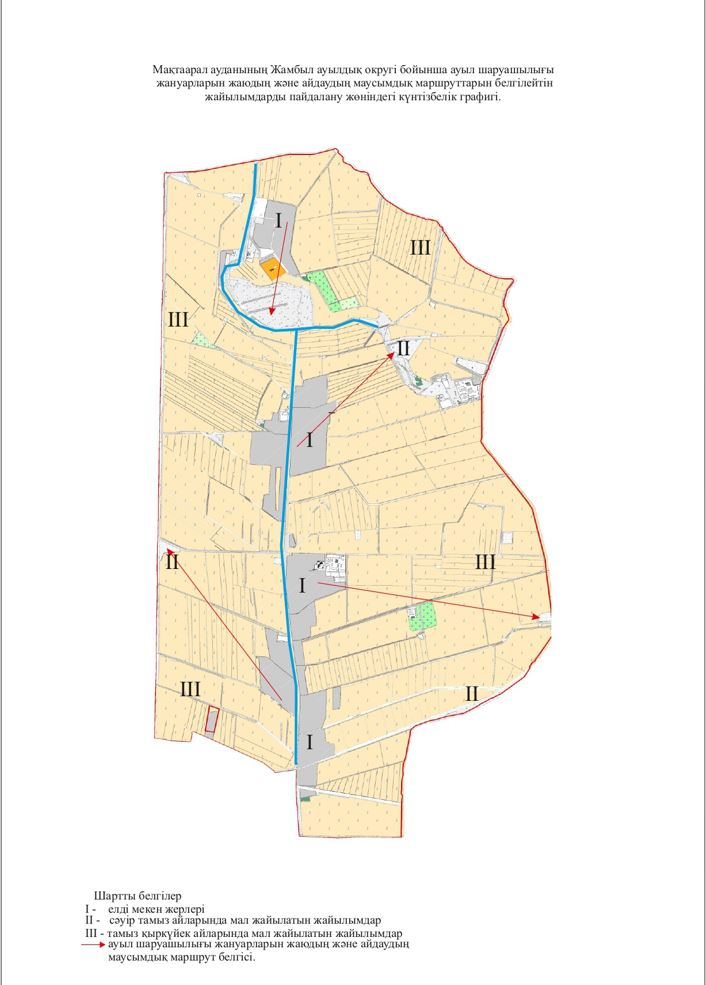 Мақтаарал ауданының Жамбыл ауылдық округі бойынша ауыл шаруашылығы
жануарларын жаюдың және айдаудың маусымдық маршруттарын белгілейтін
жайылымдарды пайдалану жөніндегі күнтізбелік графигі.
I
III
III
II
I
II
III
I
III
II
I
Шартты белгілер
I - елді мекен жерлері
II - сәуір тамыз айларында мал жайылатын жайылымдар
III - тамыз қыркүйек айларында мал жайылатын жайылымдар
ауыл шаруашылығы жануарларын жаюдың және айдаудың
маусымдық маршрут белгісі.